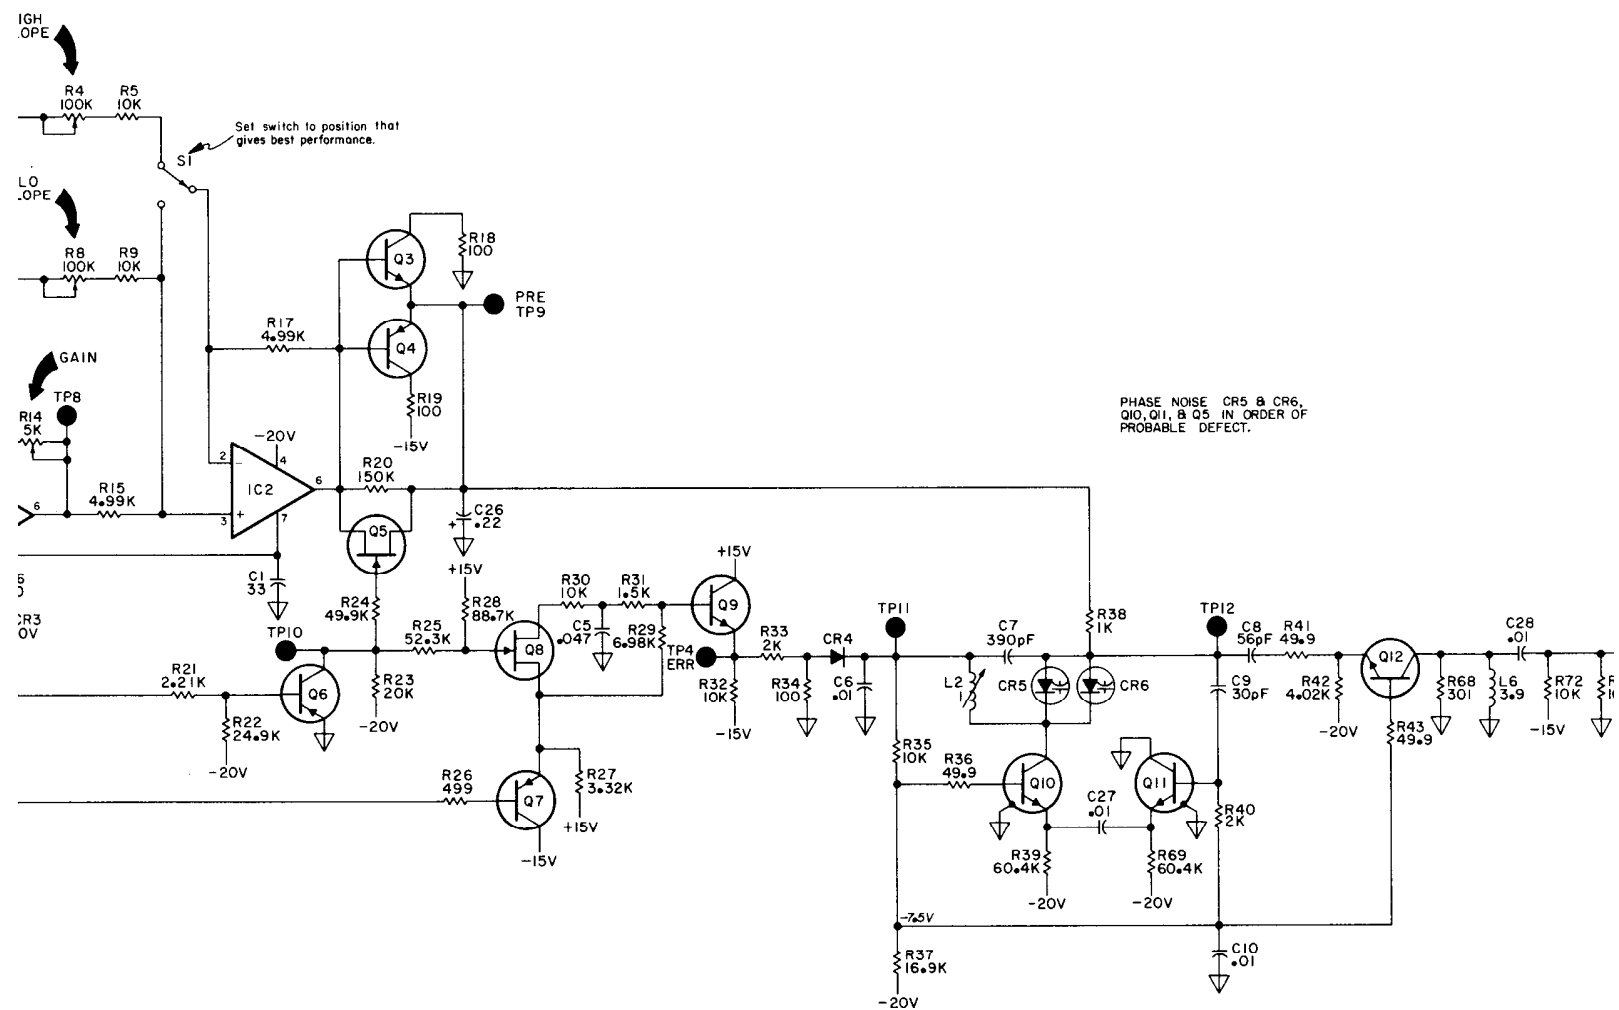 IGH
OPE
R4
100K
R5
10K
Set switch to position that
gives best performance.
S1
LO
OPE
R8
100K
R9
10K
R18
100
Q3
PRE
TP9
R17
4.99K
Q4
GAIN
TP8
R14
5K
R19
100
-15V
PHASE NOISE CR5 & CR6,
Q10, Q11, & Q5 IN ORDER OF
PROBABLE DEFECT.
-20V
2
4
-
R20
150K
IC2
6
R15
4.99K
6
3
+
7
Q5
+
C26
.22
+15V
+15V
C1
33
R24
49.9K
R28
88.7K
R30
10K
R31
1.5K
Q9
CR3
0V
TP10
R25
52.3K
Q8
C5
.047
R29
6.98K
TP4
ERR
R33
2K
CR4
TP11
C7
390pF
R38
1K
TP12
C8
56pF
R41
49.9
Q12
C28
.01
R21
2.21K
Q6
R23
20K
-20V
R22
24.9K
-20V
R32
10K
-15V
R34
100
C6
.01
L2
1
CR5
CR6
C9
30pF
R42
4.02K
-20V
R68
301
L6
3.9
R72
10K
-15V
R43
49.9
R35
10K
R36
49.9
Q10
Q11
R26
499
Q7
R27
3.32K
+15V
-15V
C27
.01
R40
2K
R39
60.4K
-20V
R69
60.4K
-20V
-7.5V
R37
16.9K
-20V
C10
.01